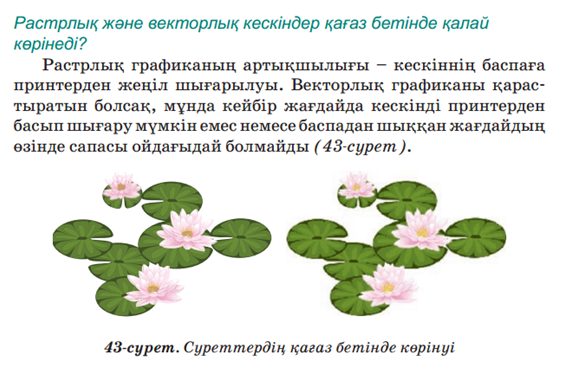 Растрлық және векторлық кескіндер қағаз бетінде қалай
көрінеді?
Растрлық графиканың артықшылығы – кескіннің баспаға
принтерден жеңіл шығарылуы. Векторлық графиканы қарас-
тыратын болсақ, мұнда кейбір жағдайда кескінді принтерден
басып шығару мүмкін емес немесе баспадан шыққан жағдайдың
өзінде сапасы ойдағыдай болмайды (43-сурет).
43-сурет. Суреттердің қағаз бетінде көрінуі